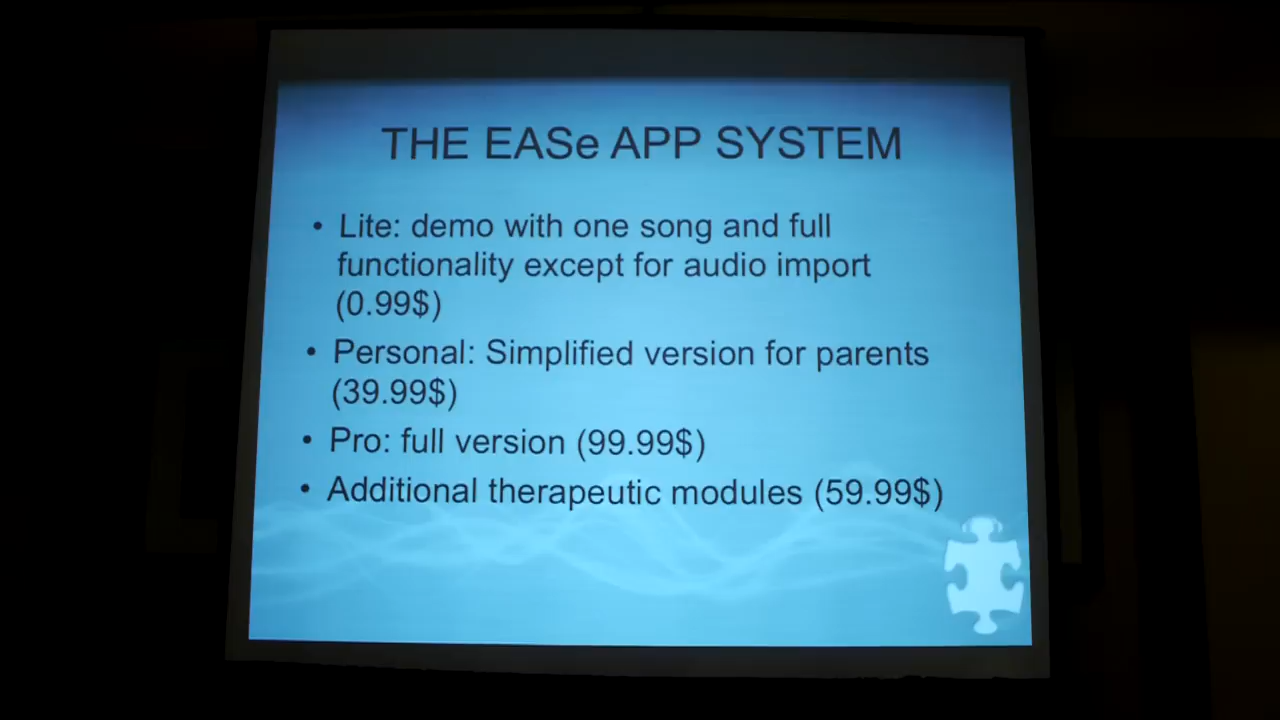 THE EASe APP SYSTEM
• Lite: demo with one song and full
functionality except for audio import
(0.99$)
• Personal: Simplified version for parents
(39.99$)
• Pro: full version (99.99$)
• Additional therapeutic modules (59.99$)